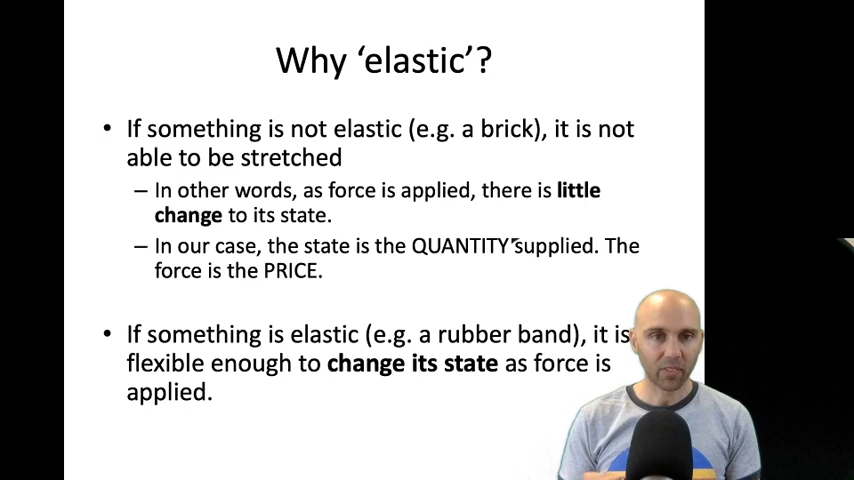 Why ‘elastic’?
• If something is not elastic (e.g. a brick), it is not
able to be stretched
– In other words, as force is applied, there is little
change to its state.
– In our case, the state is the QUANTITY supplied. The
force is the PRICE.
• If something is elastic (e.g. a rubber band), it is
flexible enough to change its state as force is
applied.